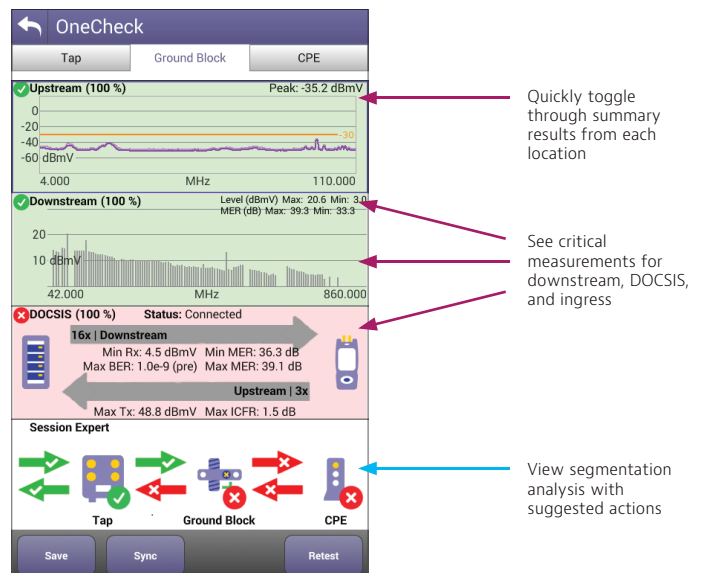 OneCheck
Tap
Ground Block
CPE
Upstream (100 %)
Peak: -35.2 dBmV
0
-20
-40
-60 dBmV
-30
4.000
MHz
110.000
Downstream (100 %)
Level (dBmV) Max: 20.6 Min: 3.0
MER (dB) Max: 39.3 Min: 33.3
20
10 dBmV
42.000
MHz
860.000
DOCSIS (100 %)
Status: Connected
16x | Downstream
Min Rx: 4.5 dBmV Min MER: 36.3 dB
Max BER: 1.0e-9 (pre) Max MER: 39.1 dB
Upstream | 3x
Max Tx: 48.8 dBmV Max ICFR: 1.5 dB
Session Expert
Tap
Ground Block
CPE
Save
Sync
Retest
Quickly toggle
through summary
results from each
location
See critical
measurements for
downstream, DOCSIS,
and ingress
View segmentation
analysis with
suggested actions